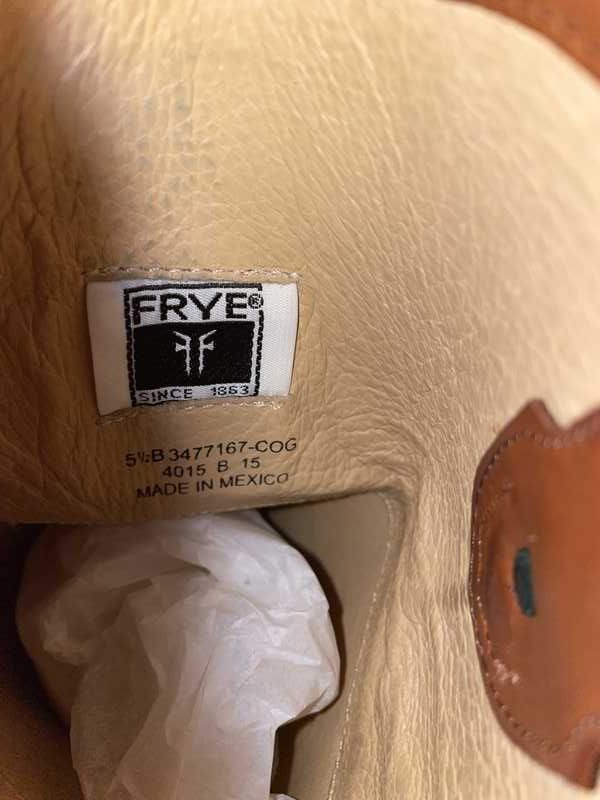 FRYE®
SINCE 1863
5½B 3477167-COG
4015 B 15
MADE IN MEXICO